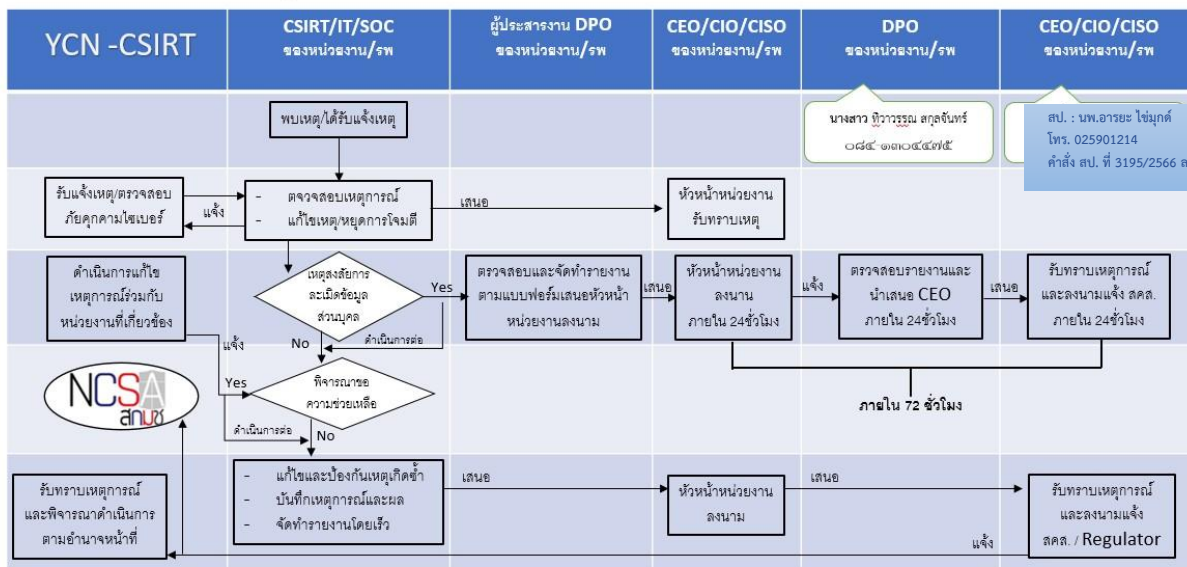 YCN -CSIRT
CSIRT/IT/SOC
ของหน่วยงาน/รพ
ผู้ประสารงาน DPO
ของหน่วยงาน/รพ
CEO/CIO/CISO
ของหน่วยงาน/รพ
DPO
ของหน่วยงาน/รพ
CEO/CIO/CISO
ของหน่วยงาน/รพ
พบเหตุ/ได้รับแจ้งเหตุ
นางสาว ทิวาวรรณ สกุลจันทร์
๐๘๔-๑๓๐๔๔๗๕
สป. : นพ.อารยะ ไข่มุกด์
โทร. 025901214
คำสั่ง สป. ที่ 3195/2566 ล
รับแจ้งเหตุ/ตรวจสอบ
ภัยคุกคามไซเบอร์
แจ้ง
- ตจวจสอบเหตุการณ์
- แก้ไขเหตุ/หยุดการโจมตี
เสนอ
หัวหน้าหน่วยงาน
รับทราบเหตุ
ดำเนินการแก้ไข
เหตุการณ์ร่วมกับ
หน่วยงานที่เกี่ยวข้อง
เหตุสงสัยการ
ละเมิดข้อมูล
ส่วนบุคล
Yes
ตรวจสอบและจัดทำรายงาน
ตามแบบฟอร์มเสนอหัวหน้า
หน่วยงานลงนาม
เสนอ
หัวหน้าหน่วยงาน
ลงนาน
ภายใน 24ชั่วโมง
แจ้ง
ตรวจสอบรายงานและ
นำเสนอ CEO
ภายใน 24ชั่วโมง
เสนอ
รับทราบเหตุการณ์
และลงนามแจ้ง สคส.
ภายใน 24ชั่วโมง
แจ้ง
No
ดำเนินการต่อ
NCSA
สกมช
Yes
พิจารณาขอ
ความช่วยเหลือ
ภายใน 72 ชั่วโมง
ดำเนินการต่อ
No
รับทราบเหตุการณ์
และพิจารณาดำเนินการ
ตามอำนาจหน้าที่
- แก้ไขและป้องกันเหตุเกิดซ้ำ
- บันทึกเหตุการณ์และผล
- จัดทำรายงานโดยเร็ว
เสนอ
หัวหน้าหน่วยงาน
ลงนาม
เสนอ
รับทราบเหตุการณ์
และลงนามแจ้ง
สคส. / Regulator
แจ้ง